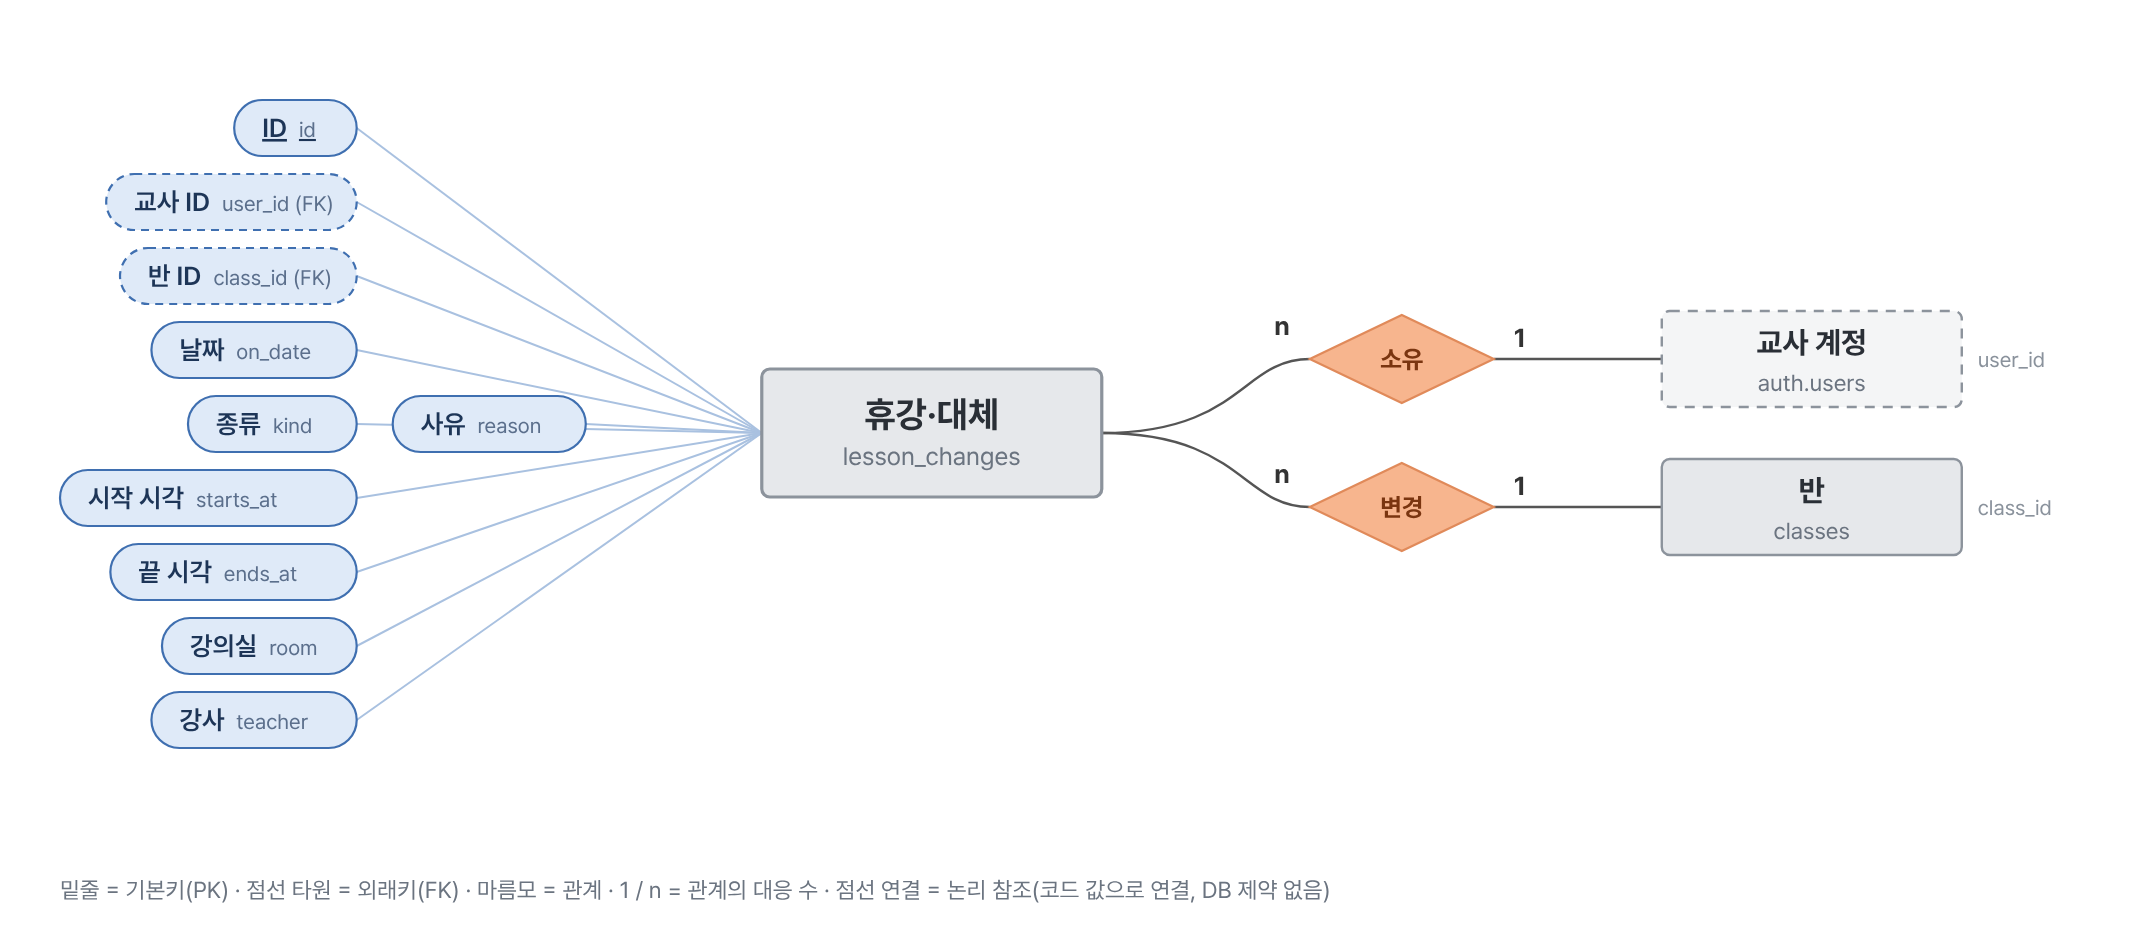 ID id
교사 ID user_id (FK)
반 ID class_id (FK)
날짜 on_date
종류 kind
사유 reason
시작 시각 starts_at
끝 시각 ends_at
강의실 room
강사 teacher
휴강·대체
lesson_changes
n
소유
1
교사 계정
auth.users
user_id
n
변경
1
반
classes
class_id
밑줄 = 기본키(PK) · 점선 타원 = 외래키(FK) · 마름모 = 관계 · 1 / n = 관계의 대응 수 · 점선 연결 = 논리 참조(코드 값으로 연결, DB 제약 없음)